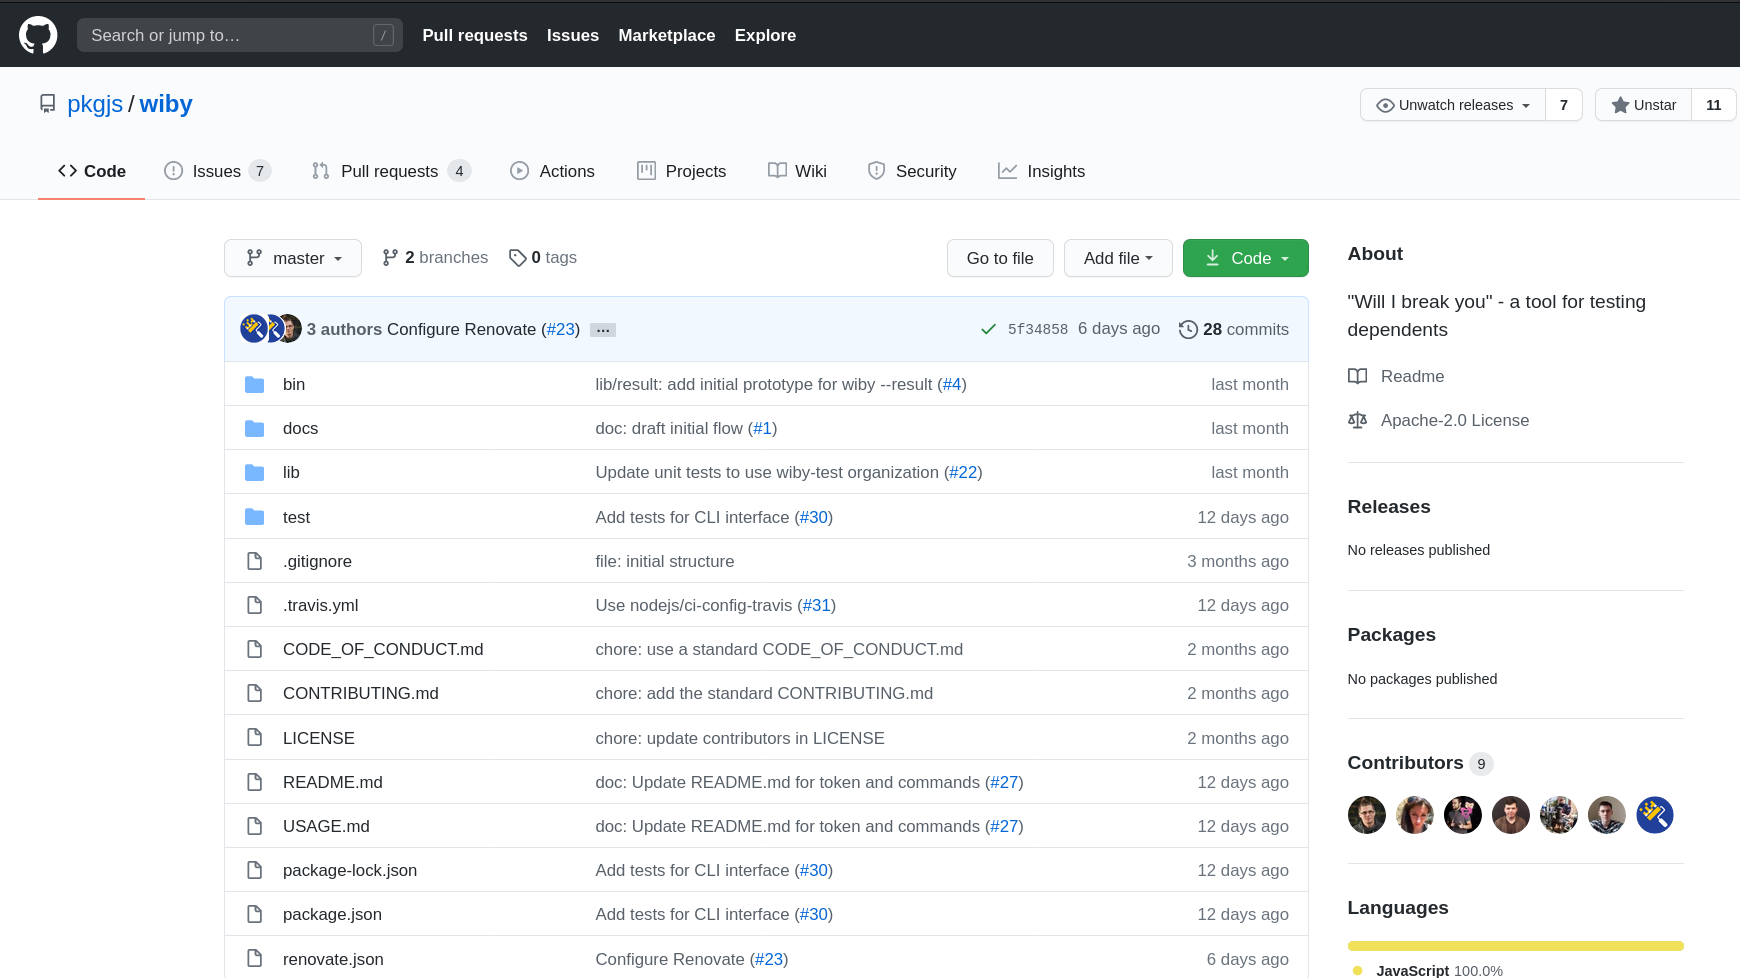 Search or jump to… / Pull requests Issues Marketplace Explore
pkgjs / wiby Unwatch releases 7 Unstar 11
Code Issues 7 Pull requests 4 Actions Projects Wiki Security Insights
master 2 branches 0 tags Go to file Add file Code
3 authors Configure Renovate (#23) … 5f34858 6 days ago 28 commits
bin lib/result: add initial prototype for wiby --result (#4) last month
docs doc: draft initial flow (#1) last month
lib Update unit tests to use wiby-test organization (#22) last month
test Add tests for CLI interface (#30) 12 days ago
.gitignore file: initial structure 3 months ago
.travis.yml Use nodejs/ci-config-travis (#31) 12 days ago
CODE_OF_CONDUCT.md chore: use a standard CODE_OF_CONDUCT.md 2 months ago
CONTRIBUTING.md chore: add the standard CONTRIBUTING.md 2 months ago
LICENSE chore: update contributors in LICENSE 2 months ago
README.md doc: Update README.md for token and commands (#27) 12 days ago
USAGE.md doc: Update README.md for token and commands (#27) 12 days ago
package-lock.json Add tests for CLI interface (#30) 12 days ago
package.json Add tests for CLI interface (#30) 12 days ago
renovate.json Configure Renovate (#23) 6 days ago
About
"Will I break you" - a tool for testing
dependents
Readme
Apache-2.0 License
Releases
No releases published
Packages
No packages published
Contributors 9
Languages
JavaScript 100.0%